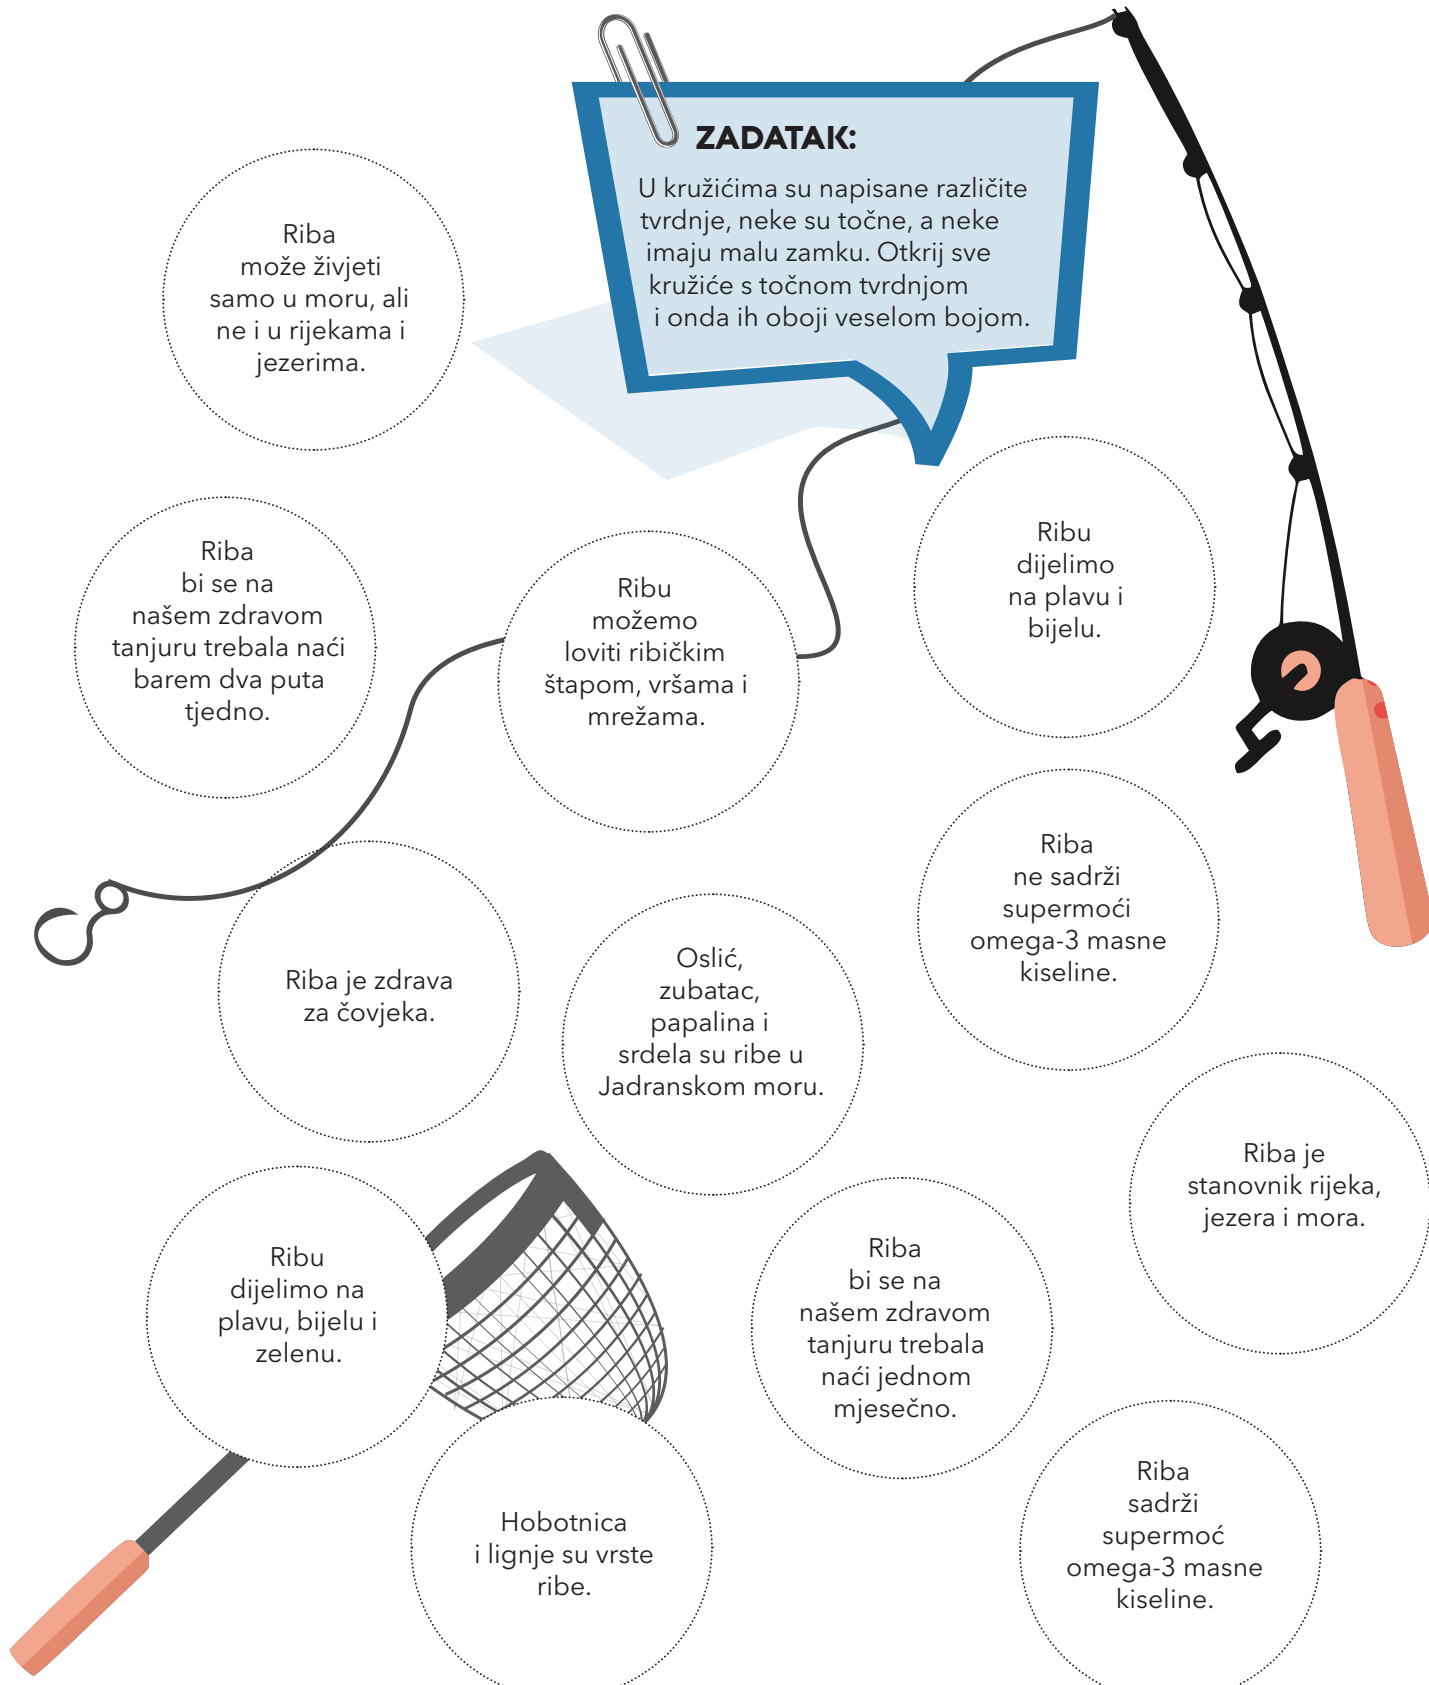 ZADATAK:
U kružićima su napisane različite
tvrdnje, neke su točne, a neke
imaju malu zamku. Otkrij sve
kružiće s točnom tvrdnjom
i onda ih oboji veselom bojom.
Riba
može živjeti
samo u moru, ali
ne i u rijekama i
jezerima.
Riba
bi se na
našem zdravom
tanjuru trebala naći
barem dva puta
tjedno.
Ribu
možemo
loviti ribičkim
štapom, vršama i
mrežama.
Ribu
dijelimo
na plavu i
bijelu.
Riba
ne sadrži
supermoći
omega-3 masne
kiseline.
Riba je zdrava
za čovjeka.
Oslić,
zubatac,
papalina i
srdela su ribe u
Jadranskom moru.
Riba je
stanovnik rijeka,
jezera i mora.
Ribu
dijelimo na
plavu, bijelu i
zelenu.
Riba
bi se na
našem zdravom
tanjuru trebala
naći jednom
mjesečno.
Hobotnica
i lignje su vrste
ribe.
Riba
sadrži
supermoć
omega-3 masne
kiseline.